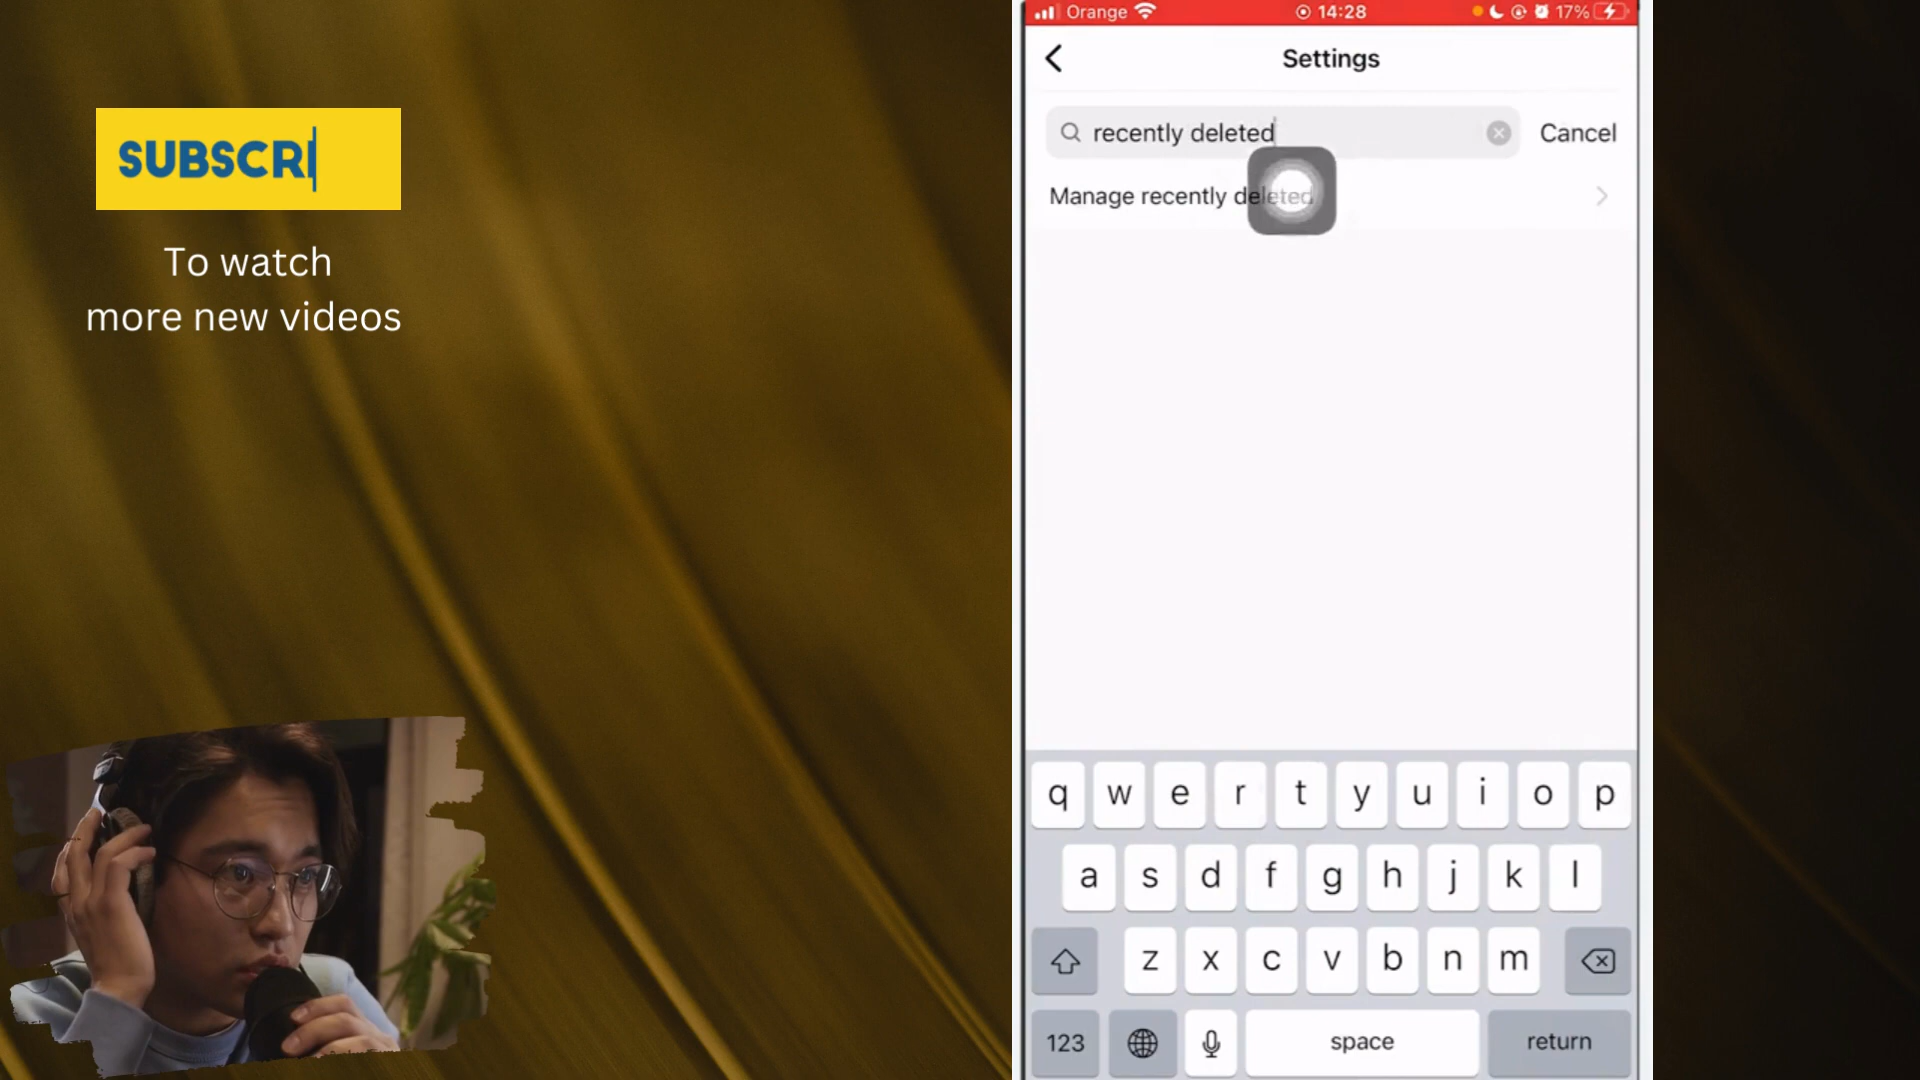 SUBSCRI
To watch
more new videos
Orange 14:28 17%
Settings
recently deleted Cancel
Manage recently deleted
q w e r t y u i o p
a s d f g h j k l
z x c v b n m
123 space return